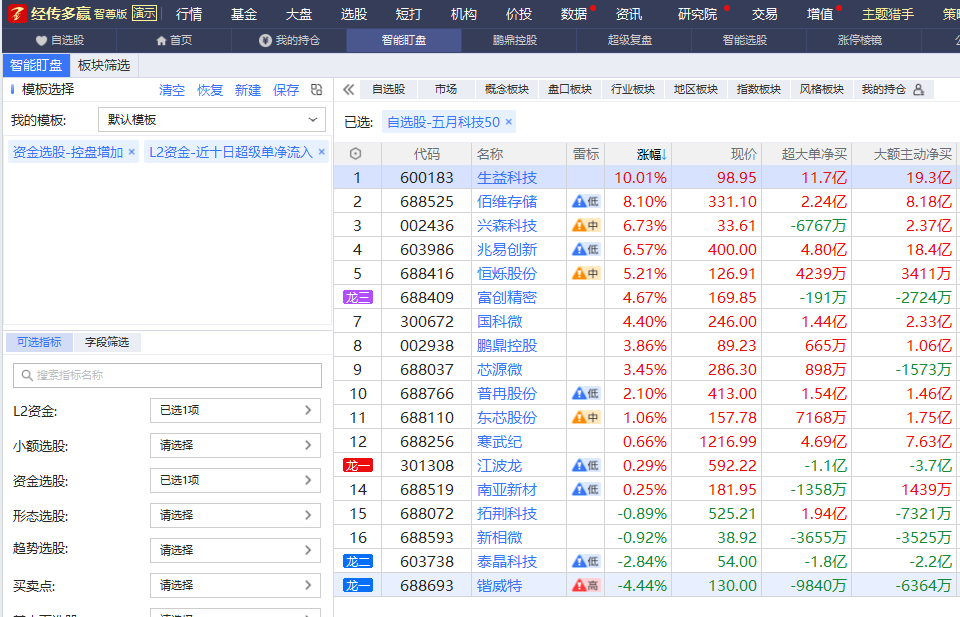 经传多赢 智尊版 演示 行情 基金 大盘 选股 短打 机构 价投 数据 资讯 研究院 交易 增值 主题猎手
自选股 首页 我的持仓 智能盯盘 鹏鼎控股 超级复盘 智能选股 涨停棱镜
智能盯盘 板块筛选
模板选择 清空 恢复 新建 保存
自选股 市场 概念板块 盘口板块 行业板块 地区板块 指数板块 风格板块 我的持仓
我的模板: 默认模板
已选: 自选股-五月科技50 ×
资金选股-控盘增加 × L2资金-近十日超级单净流入 ×
代码 名称 雷标 涨幅↓ 现价 超大单净买 大额主动净买
1 600183 生益科技 10.01% 98.95 11.7亿 19.3亿
2 688525 佰维存储 低 8.10% 331.10 2.24亿 8.18亿
3 002436 兴森科技 中 6.73% 33.61 -6767万 2.37亿
4 603986 兆易创新 低 6.57% 400.00 4.80亿 18.4亿
5 688416 恒烁股份 中 5.21% 126.91 4239万 3411万
龙三 688409 富创精密 4.67% 169.85 -191万 -2724万
7 300672 国科微 4.40% 246.00 1.44亿 2.33亿
8 002938 鹏鼎控股 3.86% 89.23 665万 1.06亿
9 688037 芯源微 3.45% 286.30 898万 -1573万
10 688766 普冉股份 低 2.10% 413.00 1.54亿 1.46亿
11 688110 东芯股份 中 1.06% 157.78 7168万 1.75亿
12 688256 寒武纪 0.66% 1216.99 4.69亿 7.63亿
龙一 301308 江波龙 低 0.29% 592.22 -1.1亿 -3.7亿
14 688519 南亚新材 低 0.25% 181.95 -1358万 1439万
15 688072 拓荆科技 -0.89% 525.21 1.94亿 -7321万
16 688593 新相微 -0.92% 38.92 -3655万 -3525万
龙二 603738 泰晶科技 低 -2.84% 54.00 -1.8亿 -2.2亿
龙一 688693 锴威特 高 -4.44% 130.00 -9840万 -6364万
可选指标 字段筛选
搜索指标名称
L2资金: 已选1项
小额选股: 请选择
资金选股: 已选1项
形态选股: 请选择
趋势选股: 请选择
买卖点: 请选择